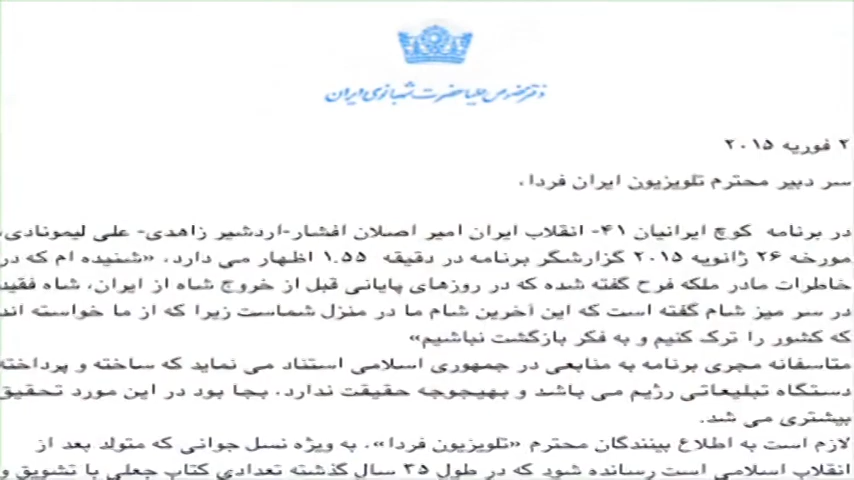 دفتر مخصوص علیاحضرت شهبانوی ایران
۲ فوریه ۲۰۱۵
سر دبیر محترم تلویزیون ایران فردا،
در برنامه کوچ ایرانیان ۴۱- انقلاب ایران امیر اصلان افشار-اردشیر زاهدی- علی لیمونادی،
مورخه ۲۶ ژانویه ۲۰۱۵ گزارشگر برنامه در دقیقه ۱.۵۵ اظهار می دارد، «شنیده ام که در
خاطرات مادر ملکه فرح گفته شده که در روزهای پایانی قبل از خروج شاه از ایران، شاه فقید
در سر میز شام گفته است که این آخرین شام ما در منزل شماست زیرا که از ما خواسته اند
که کشور را ترک کنیم و به فکر بازگشت نباشیم»
متاسفانه مجری برنامه به منابعی در جمهوری اسلامی استناد می نماید که ساخته و پرداخته
دستگاه تبلیغاتی رژیم می باشد و بهیچوجه حقیقت ندارد. بجا بود در این مورد تحقیق
بیشتری می شد.
لازم است به اطلاع بینندگان محترم «تلویزیون فردا»، به ویژه نسل جوانی که متولد بعد از
انقلاب اسلامی است رسانده شود که در طول ۳۵ سال گذشته تعدادی کتاب جعلی با تشویق و